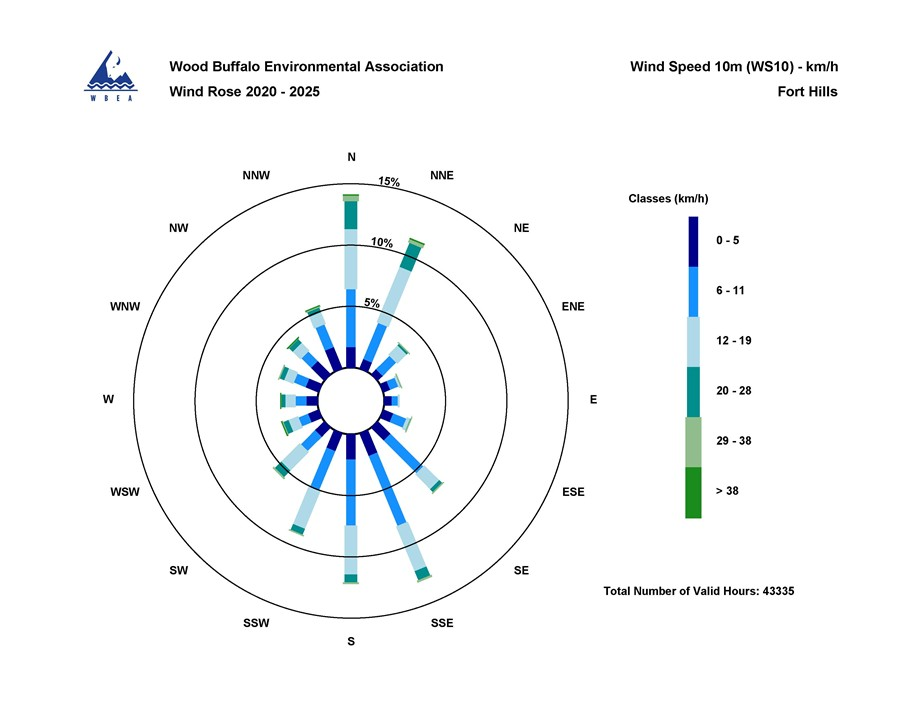 Wood Buffalo Environmental Association
Wind Rose 2020 - 2025
Wind Speed 10m (WS10) - km/h
Fort Hills
W B E A
N
NNW
NNE
15%
NW
NE
10%
WNW
5%
ENE
W
E
WSW
ESE
SW
SE
SSW
SSE
S
Classes (km/h)
0 - 5
6 - 11
12 - 19
20 - 28
29 - 38
> 38
Total Number of Valid Hours: 43335